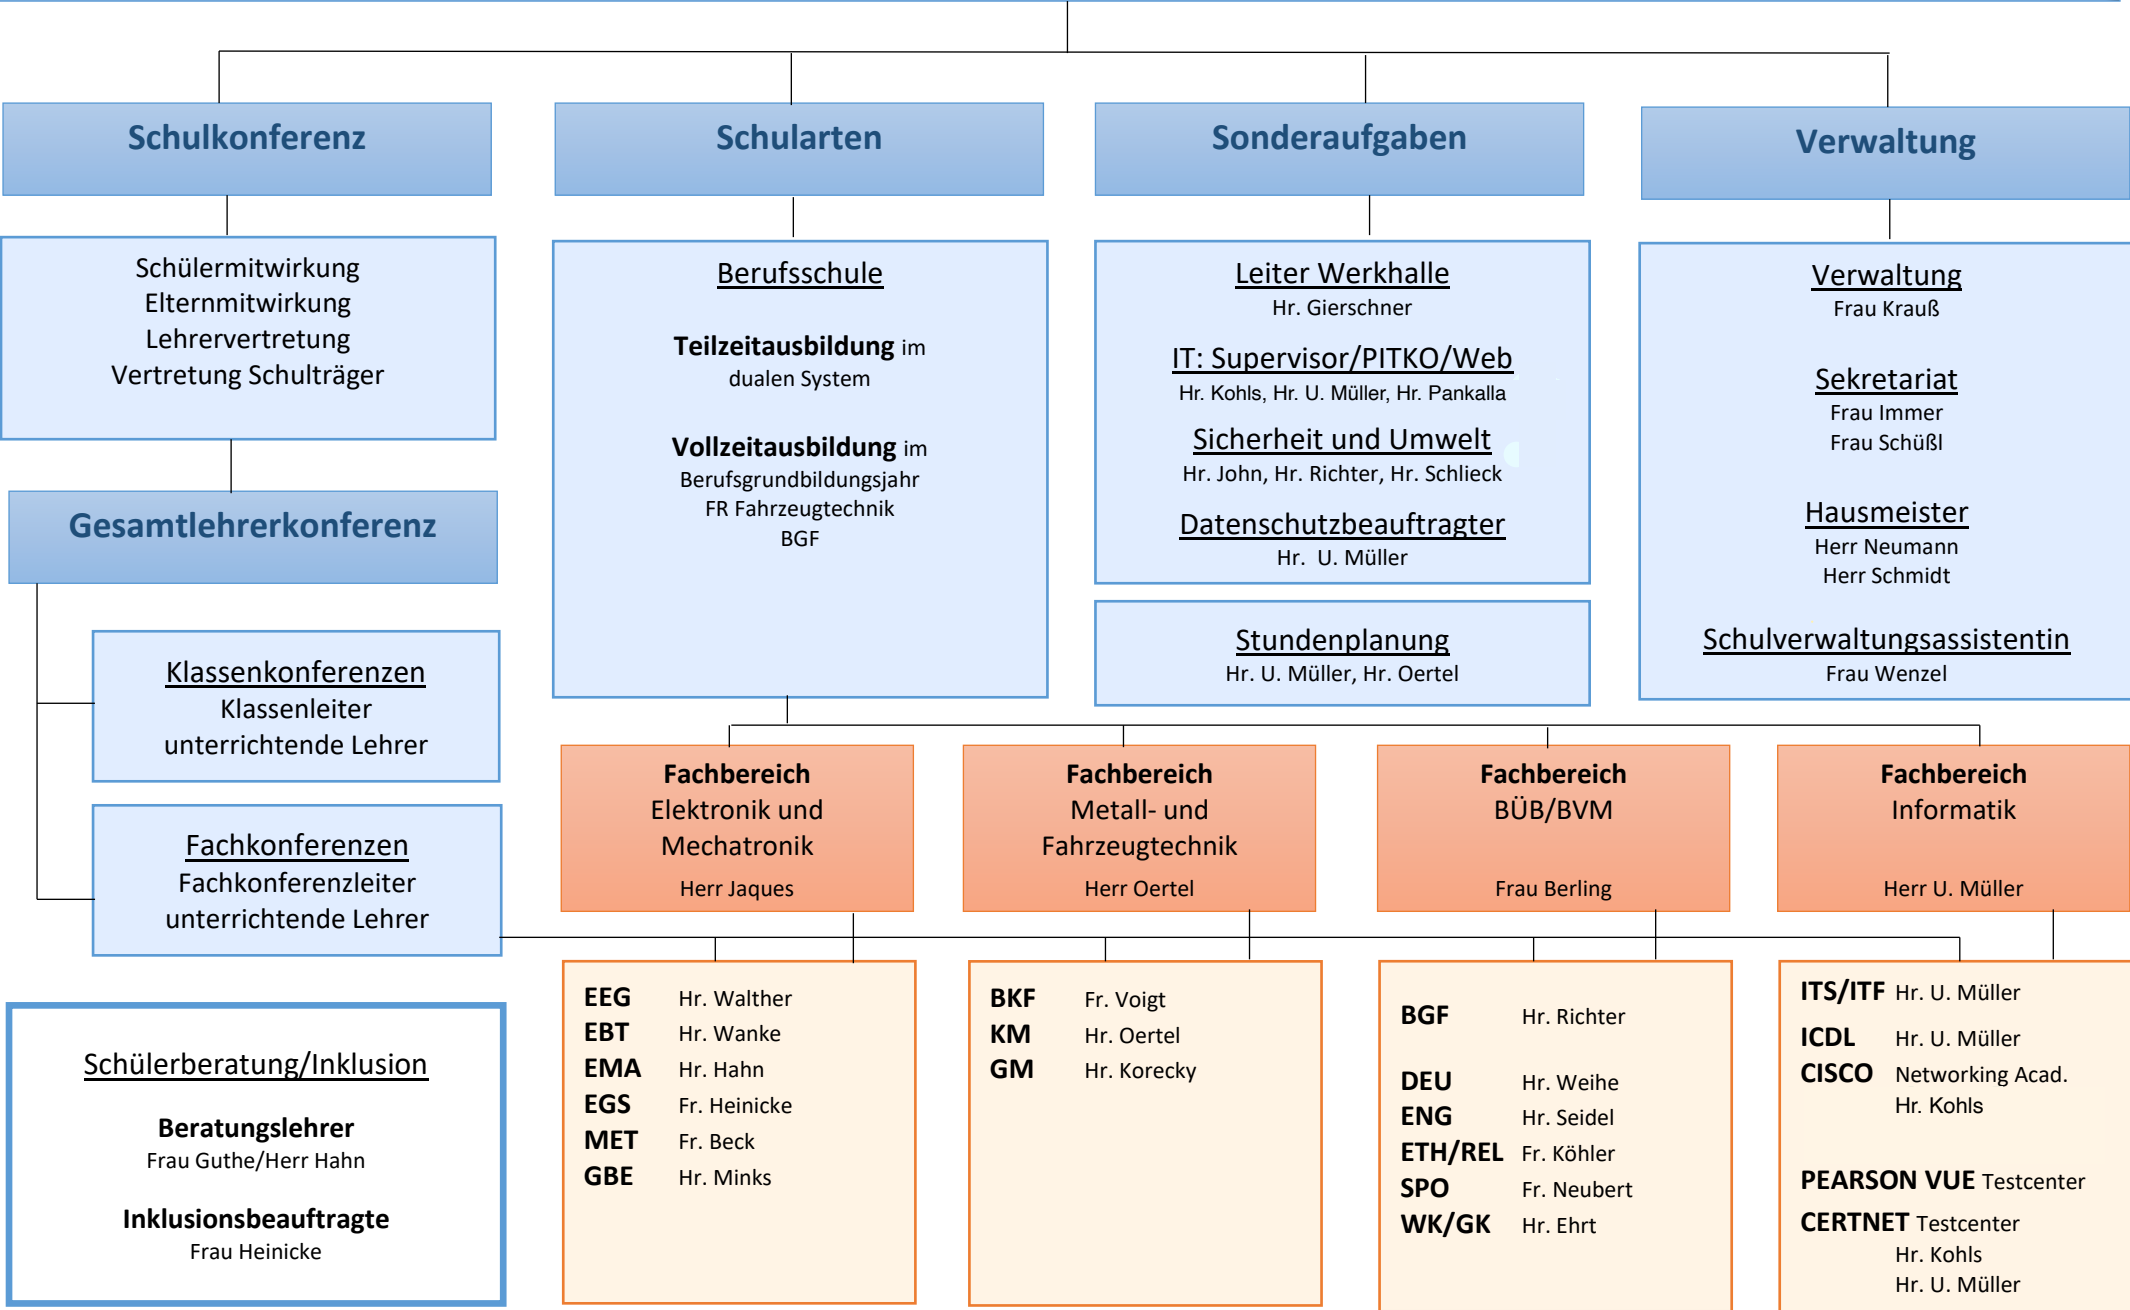 Schulkonferenz
Schularten
Sonderaufgaben
Verwaltung
Schülermitwirkung
Elternmitwirkung
Lehrervertretung
Vertretung Schulträger
Gesamtlehrerkonferenz
Klassenkonferenzen
Klassenleiter
unterrichtende Lehrer
Fachkonferenzen
Fachkonferenzleiter
unterrichtende Lehrer
Schülerberatung/Inklusion
Beratungslehrer
Frau Guthe/Herr Hahn
Inklusionsbeauftragte
Frau Heinicke
Berufsschule
Teilzeitausbildung im
dualen System
Vollzeitausbildung im
Berufsgrundbildungsjahr
FR Fahrzeugtechnik
BGF
Leiter Werkhalle
Hr. Gierschner
IT: Supervisor/PITKO/Web
Hr. Kohls, Hr. U. Müller, Hr. Pankalla
Sicherheit und Umwelt
Hr. John, Hr. Richter, Hr. Schlieck
Datenschutzbeauftragter
Hr. U. Müller
Stundenplanung
Hr. U. Müller, Hr. Oertel
Verwaltung
Frau Krauß
Sekretariat
Frau Immer
Frau Schüßl
Hausmeister
Herr Neumann
Herr Schmidt
Schulverwaltungsassistentin
Frau Wenzel
Fachbereich
Elektronik und
Mechatronik
Herr Jaques
Fachbereich
Metall- und
Fahrzeugtechnik
Herr Oertel
Fachbereich
BÜB/BVM
Frau Berling
Fachbereich
Informatik
Herr U. Müller
EEG Hr. Walther
EBT Hr. Wanke
EMA Hr. Hahn
EGS Fr. Heinicke
MET Fr. Beck
GBE Hr. Minks
BKF Fr. Voigt
KM Hr. Oertel
GM Hr. Korecky
BGF Hr. Richter
DEU Hr. Weihe
ENG Hr. Seidel
ETH/REL Fr. Köhler
SPO Fr. Neubert
WK/GK Hr. Ehrt
ITS/ITF Hr. U. Müller
ICDL Hr. U. Müller
CISCO Networking Acad.
Hr. Kohls
PEARSON VUE Testcenter
CERTNET Testcenter
Hr. Kohls
Hr. U. Müller